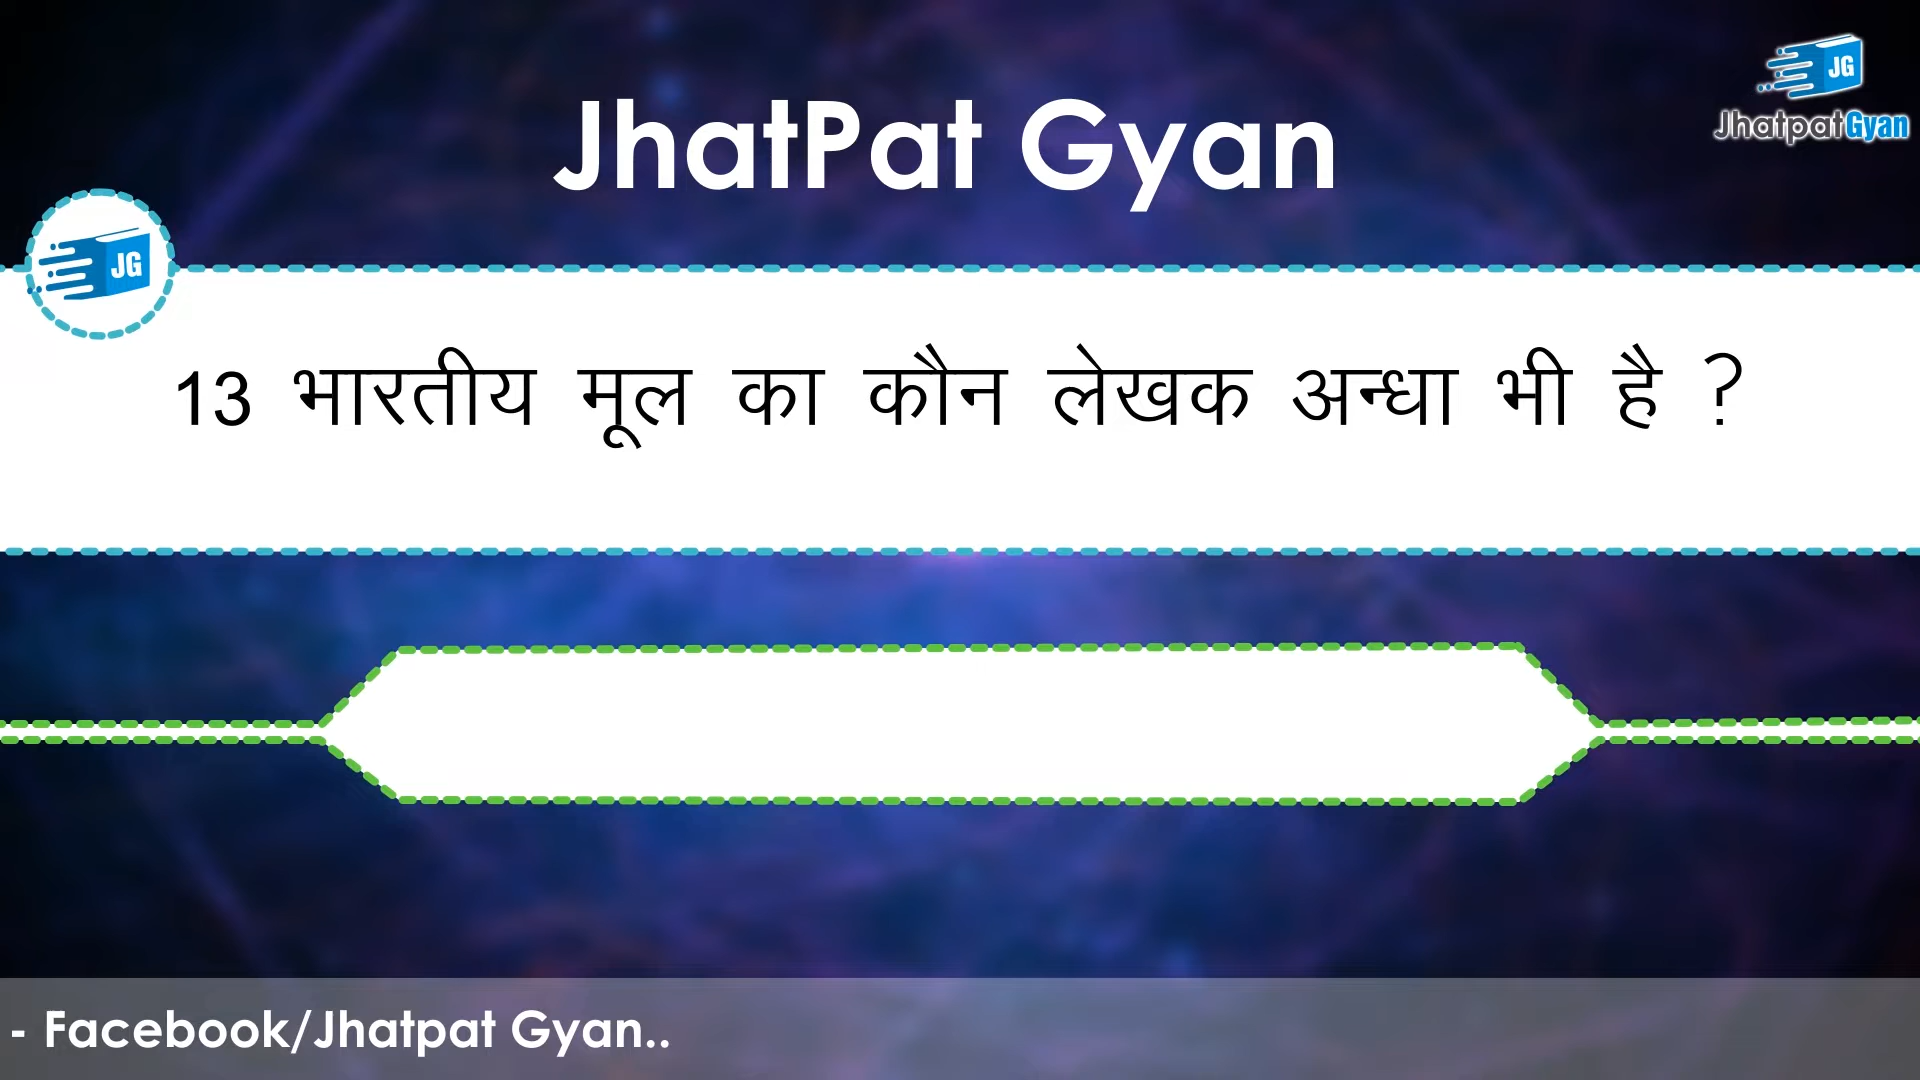 JG
JhatpatGyan
JhatPat Gyan
JG
13 भारतीय मूल का कौन लेखक अन्धा भी है ?
- Facebook/Jhatpat Gyan..